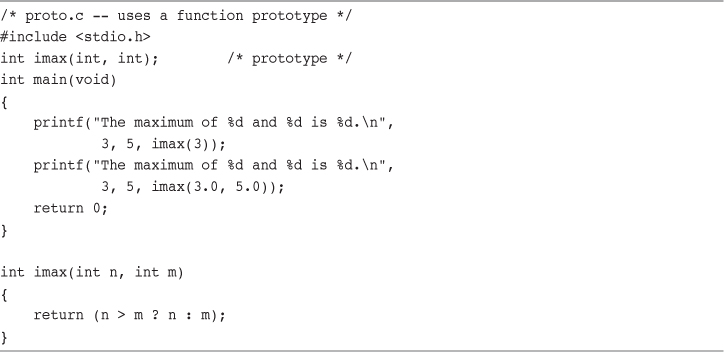 /* proto.c -- uses a function prototype */
#include <stdio.h>
int imax(int, int);        /* prototype */
int main(void)
{
    printf("The maximum of %d and %d is %d.\n",
            3, 5, imax(3));
    printf("The maximum of %d and %d is %d.\n",
            3, 5, imax(3.0, 5.0));
    return 0;
}

int imax(int n, int m)
{
    return (n > m ? n : m);
}